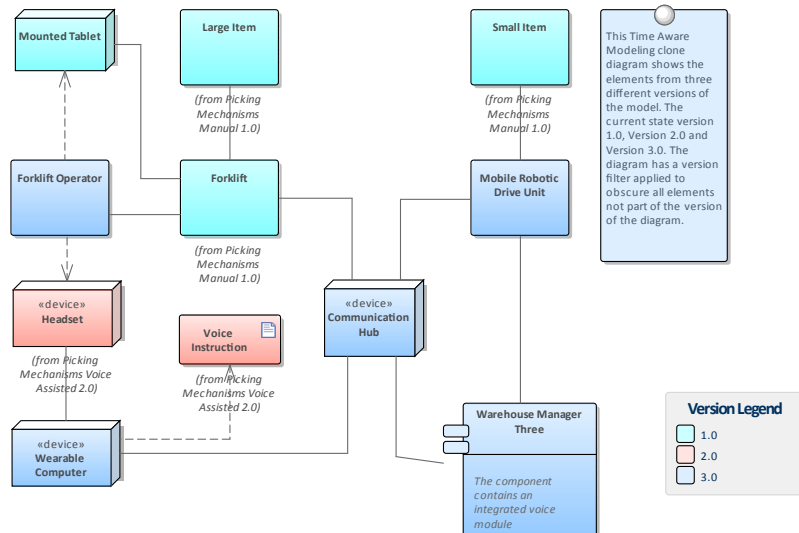 Mounted Tablet
Large Item
(from Picking
Mechanisms
Manual 1.0)
Small Item
(from Picking
Mechanisms
Manual 1.0)
This Time Aware
Modeling clone
diagram shows the
elements from three
different versions of
the model. The
current state version
1.0, Version 2.0 and
Version 3.0. The
diagram has a version
filter applied to
obscure all elements
not part of the version
of the diagram.
Forklift Operator
Forklift
(from Picking
Mechanisms
Manual 1.0)
Mobile Robotic
Drive Unit
«device»
Headset
(from Picking
Mechanisms Voice
Assisted 2.0)
Voice
Instruction
(from Picking
Mechanisms Voice
Assisted 2.0)
«device»
Communication
Hub
«device»
Wearable
Computer
Warehouse Manager
Three
The component
contains an
integrated voice
module
Version Legend
1.0
2.0
3.0